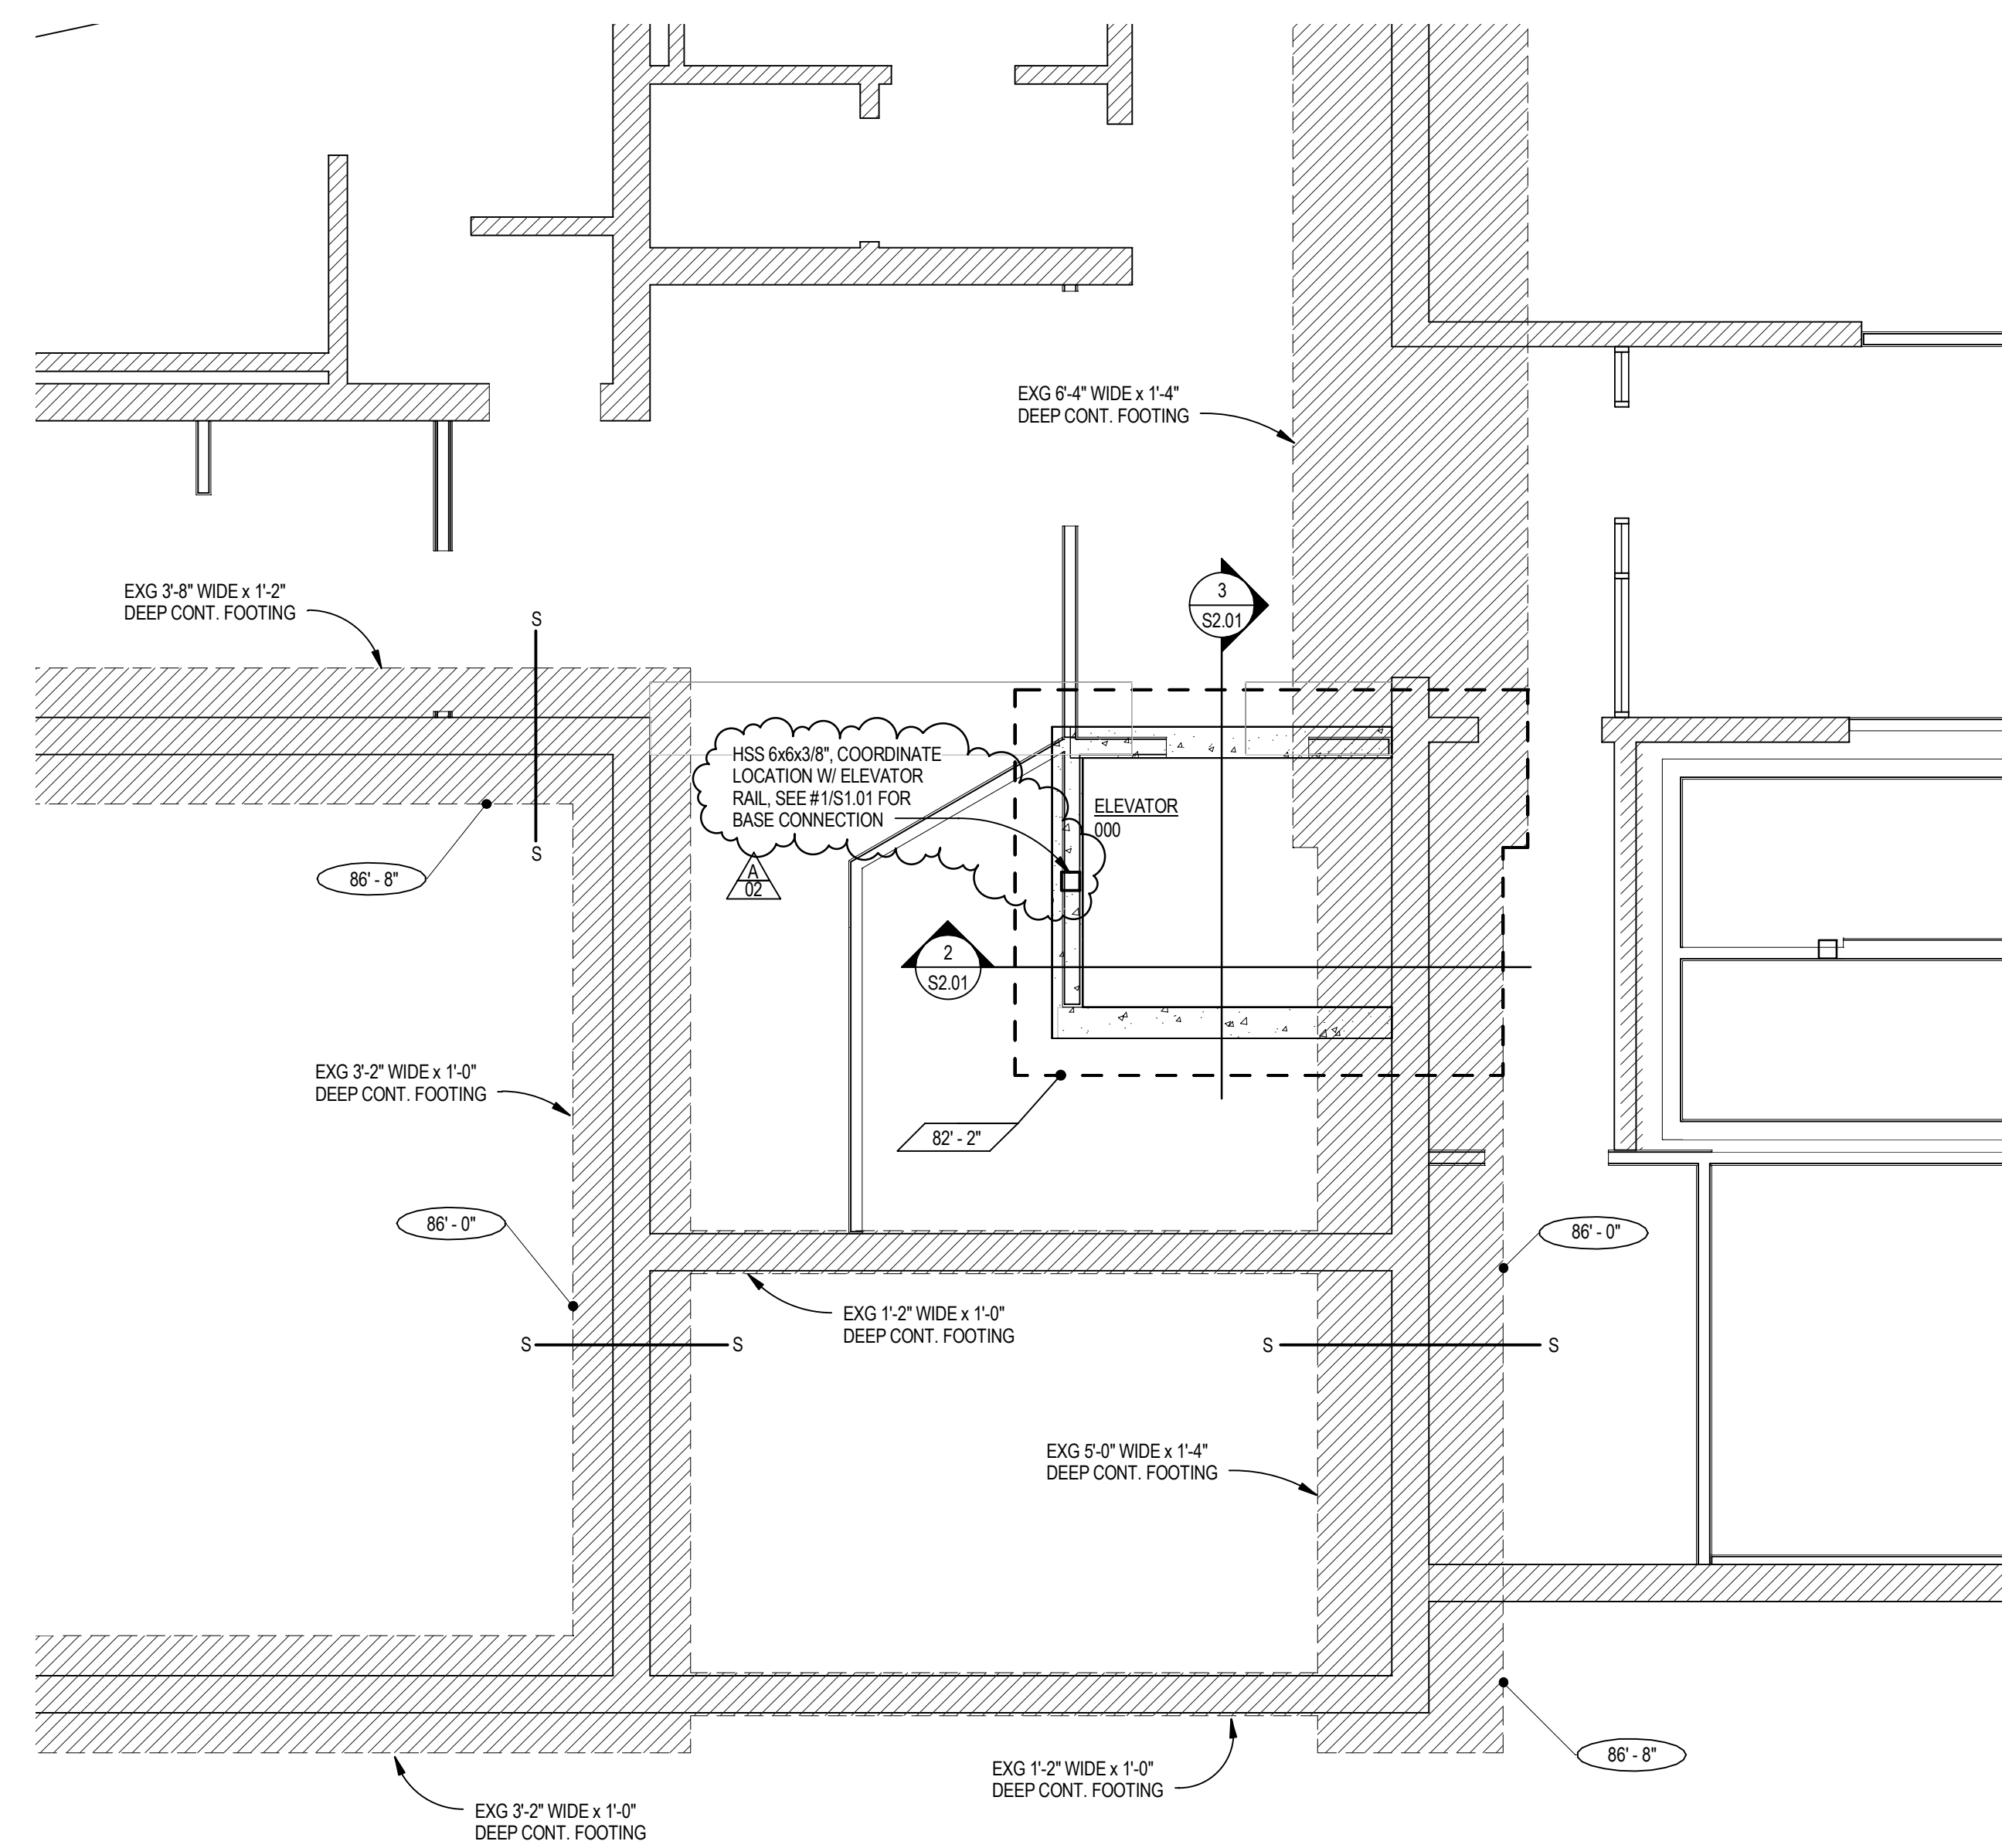 EXG 6'-4" WIDE x 1'-4"
DEEP CONT. FOOTING
EXG 3'-8" WIDE x 1'-2"
DEEP CONT. FOOTING
S
3
S2.01
HSS 6x6x3/8", COORDINATE
LOCATION W/ ELEVATOR
RAIL, SEE #1/S1.01 FOR
BASE CONNECTION
ELEVATOR
000
S
A
02
86' - 8"
2
S2.01
EXG 3'-2" WIDE x 1'-0"
DEEP CONT. FOOTING
82' - 2"
86' - 0"
86' - 0"
EXG 1'-2" WIDE x 1'-0"
DEEP CONT. FOOTING
S
S
S
S
EXG 5'-0" WIDE x 1'-4"
DEEP CONT. FOOTING
86' - 8"
EXG 1'-2" WIDE x 1'-0"
DEEP CONT. FOOTING
EXG 3'-2" WIDE x 1'-0"
DEEP CONT. FOOTING